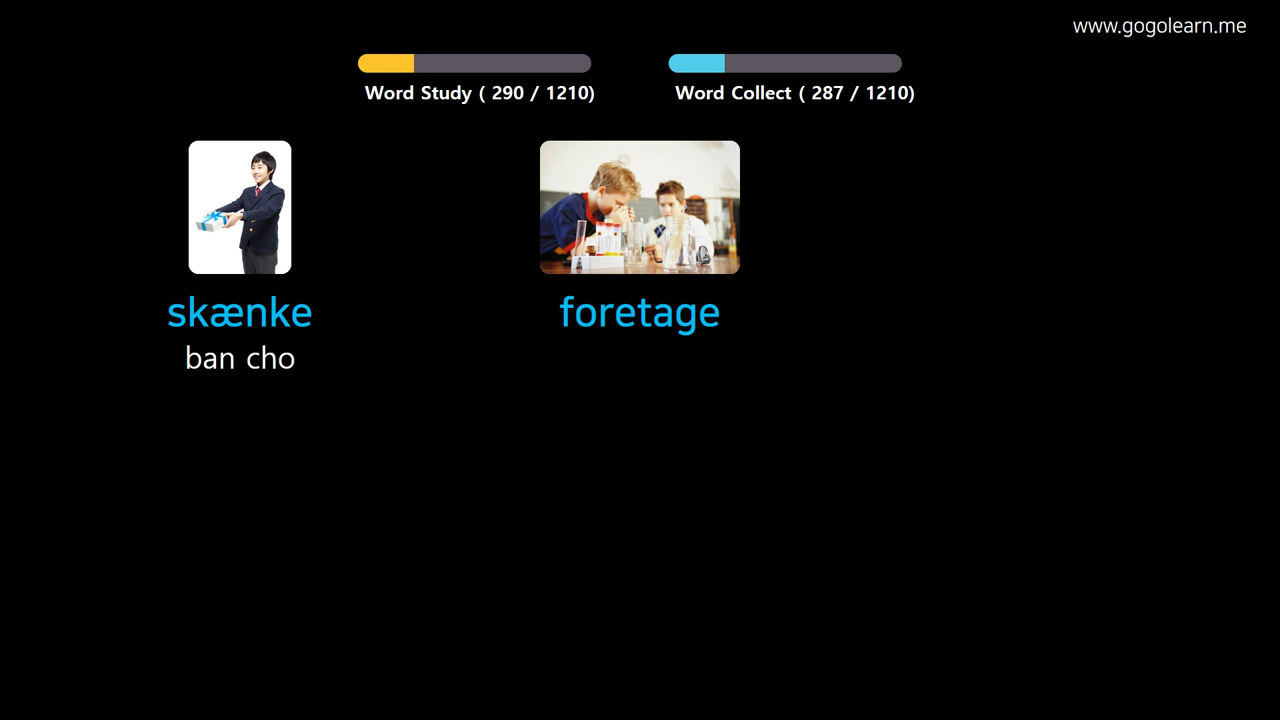 www.gogolearn.me
Word Study ( 290 / 1210)
Word Collect ( 287 / 1210)
skænke
ban cho
foretage